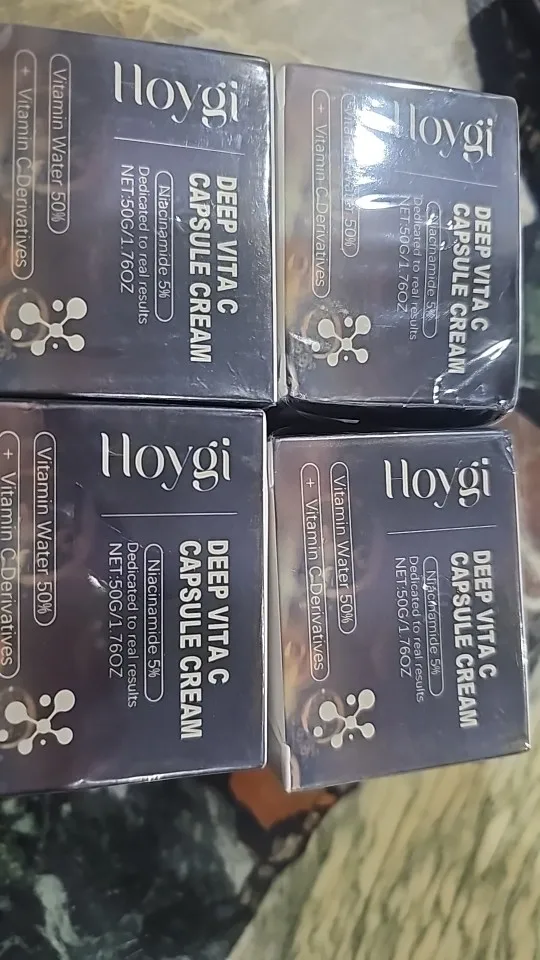 Hoygi
DEEP VITA C
CAPSULE CREAM
Niacinamide 5%
Dedicated to real results
NET:50G/1.76OZ
Vitamin Water 50%
+ Vitamin C Derivatives
Hoygi
DEEP VITA C
CAPSULE CREAM
Niacinamide 5%
Dedicated to real results
NET:50G/1.76OZ
Vitamin Water 50%
+ Vitamin C Derivatives
Hoygi
DEEP VITA C
CAPSULE CREAM
Niacinamide 5%
Dedicated to real results
NET:50G/1.76OZ
Vitamin Water 50%
+ Vitamin C Derivatives
Hoygi
DEEP VITA C
CAPSULE CREAM
Niacinamide 5%
Dedicated to real results
NET:50G/1.76OZ
Vitamin Water 50%
+ Vitamin C Derivatives